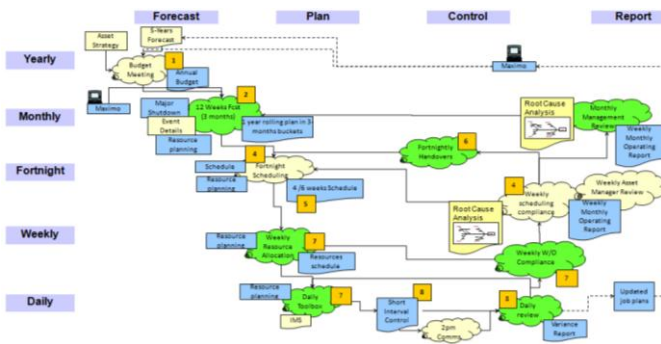 Forecast
Plan
Control
Report
Asset
Strategy
5-Years
Forecast
Yearly
Budget
Meeting
1
Annual
Budget
Maximo
Maximo
Monthly
Major
Shutdown
Event
Details
Resource planning
12 Weeks Fcst
(3 months)
2
1 year rolling plan in 3-
months buckets
Root Cause
Analysis
Monthly
Management
Review
Weekly
Monthly
Operating
Report
Fortnightly
Handovers
6
Fortnight
Schedule
Resource planning
4
Fortnight
Scheduling
4 /6 weeks Schedule
5
4
Weekly
scheduling
compliance
Weekly Asset
Manager Review
Weekly
Monthly
Operating
Report
Root Cause
Analysis
Weekly
Resource planning
Weekly
Resource
Allocation
7
Resources
schedule
Weekly W/O
Compliance
7
Daily
Resource
planning
Daily
Toolbox
7
IMS
Short
Interval
Control
8
2pm
Comms
Daily
review
Variance
Report
Updated
job plans